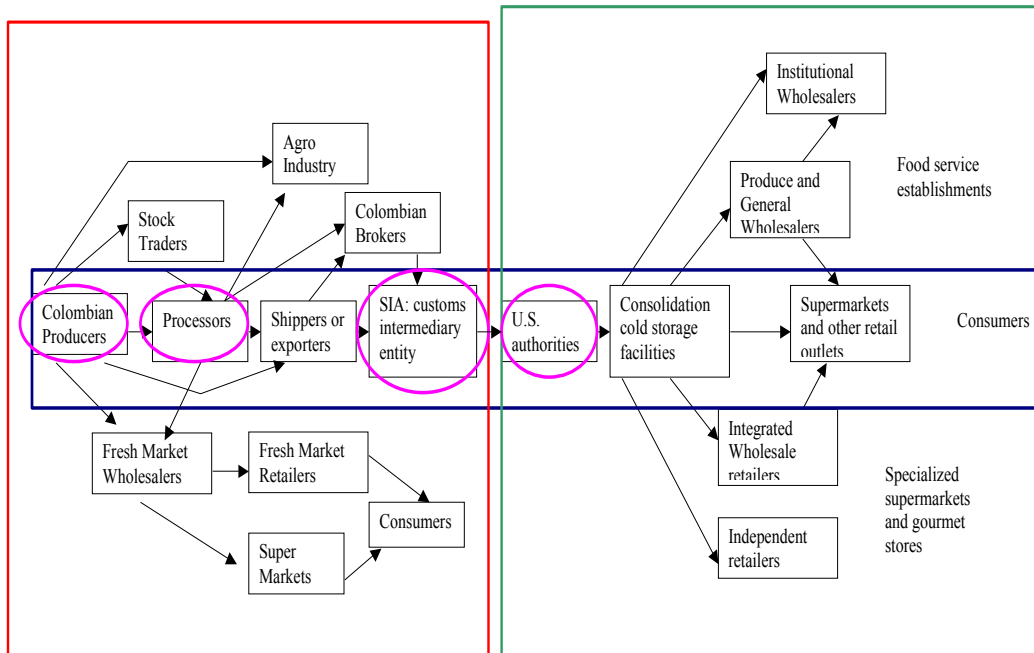 Institutional
Wholesalers
Agro
Industry
Food service
establishments
Produce and
General
Wholesalers
Stock
Traders
Colombian
Brokers
Colombian
Producers
Processors
Shippers or
exporters
SIA: customs
intermediary
entity
U.S.
authorities
Consolidation
cold storage
facilities
Supermarkets
and other retail
outlets
Consumers
Fresh Market
Wholesalers
Fresh Market
Retailers
Consumers
Super
Markets
Integrated
Wholesale
retailers
Specialized
supermarkets
and gourmet
stores
Independent
retailers